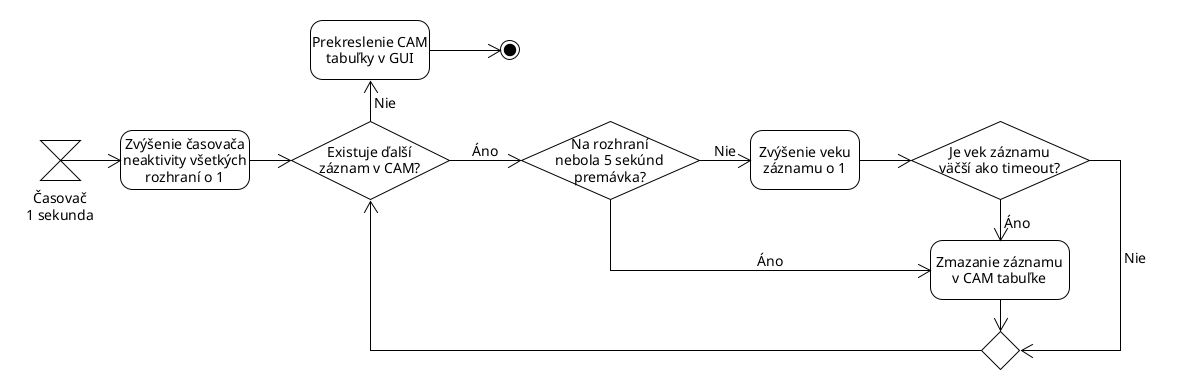 Prekreslenie CAM
tabuľky v GUI
Nie
Časovač
1 sekunda
Zvýšenie časovača
neaktivity všetkých
rozhraní o 1
Existuje ďalší
záznam v CAM?
Áno
Na rozhraní
nebola 5 sekúnd
premávka?
Nie
Zvýšenie veku
záznamu o 1
Je vek záznamu
väčší ako timeout?
Áno
Áno
Zmazanie záznamu
v CAM tabuľke
Nie